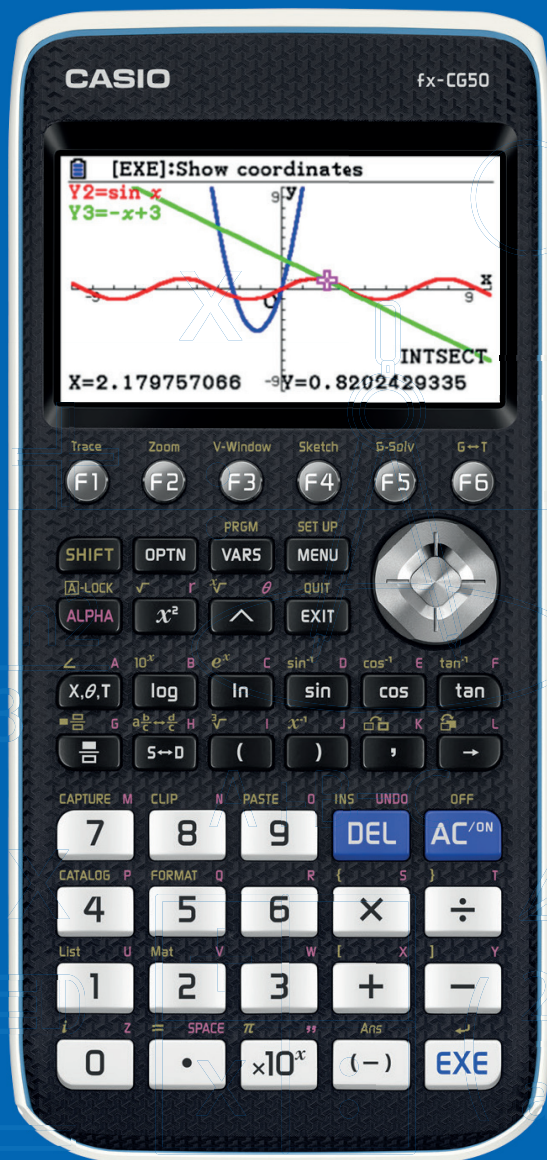 CASIO fx-CG50
[EXE]:Show coordinates
Y2=sin x
Y3=-x+3
9 y
x
-9 O 9
INTSECT
X=2.179757066 -9 Y=0.8202429335
Trace Zoom V-Window Sketch G-Solv G↔T
F1 F2 F3 F4 F5 F6
PRGM SET UP
SHIFT OPTN VARS MENU
A-LOCK √ r ˣ√ θ QUIT
ALPHA x² ^ EXIT
∠ A 10ˣ B eˣ C sin⁻¹ D cos⁻¹ E tan⁻¹ F
X,θ,T log ln sin cos tan
G a b/c↔d/c H ³√ I x⁻¹ J K L
S↔D ( ) , →
CAPTURE M CLIP N PASTE O INS UNDO OFF
7 8 9 DEL AC/ON
CATALOG P FORMAT Q R { S } T
4 5 6 × ÷
List U Mat V W [ X ] Y
1 2 3 + −
i Z = SPACE π " Ans ↵
0 • ×10ˣ (−) EXE